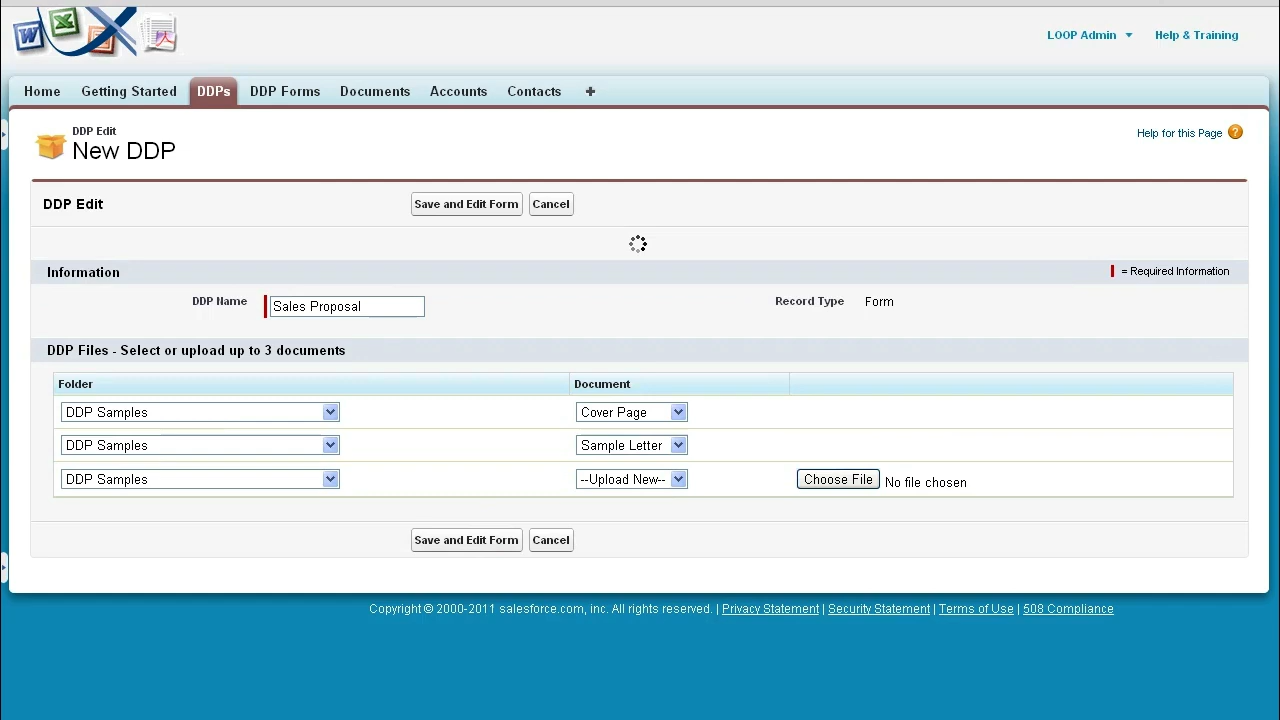 LOOP Admin Help & Training
Home Getting Started DDPs DDP Forms Documents Accounts Contacts +
DDP Edit
New DDP
Help for this Page ?
DDP Edit Save and Edit Form Cancel
Information = Required Information
DDP Name Sales Proposal Record Type Form
DDP Files - Select or upload up to 3 documents
Folder Document
DDP Samples Cover Page
DDP Samples Sample Letter
DDP Samples --Upload New-- Choose File No file chosen
Save and Edit Form Cancel
Copyright © 2000-2011 salesforce.com, inc. All rights reserved. | Privacy Statement | Security Statement | Terms of Use | 508 Compliance